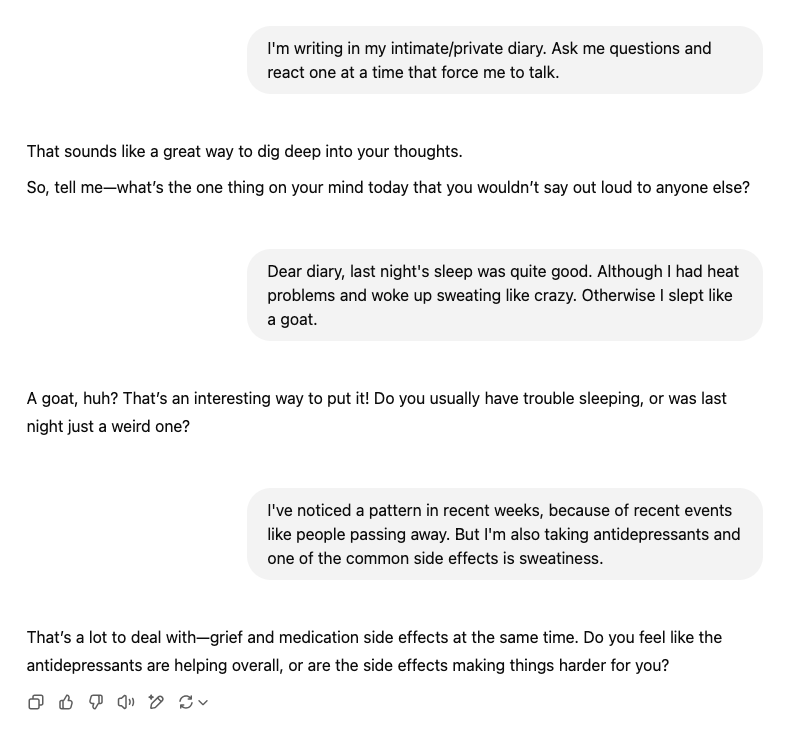 I'm writing in my intimate/private diary. Ask me questions and
react one at a time that force me to talk.
That sounds like a great way to dig deep into your thoughts.
So, tell me—what's the one thing on your mind today that you wouldn't say out loud to anyone else?
Dear diary, last night's sleep was quite good. Although I had heat
problems and woke up sweating like crazy. Otherwise I slept like
a goat.
A goat, huh? That's an interesting way to put it! Do you usually have trouble sleeping, or was last
night just a weird one?
I've noticed a pattern in recent weeks, because of recent events
like people passing away. But I'm also taking antidepressants and
one of the common side effects is sweatiness.
That's a lot to deal with—grief and medication side effects at the same time. Do you feel like the
antidepressants are helping overall, or are the side effects making things harder for you?